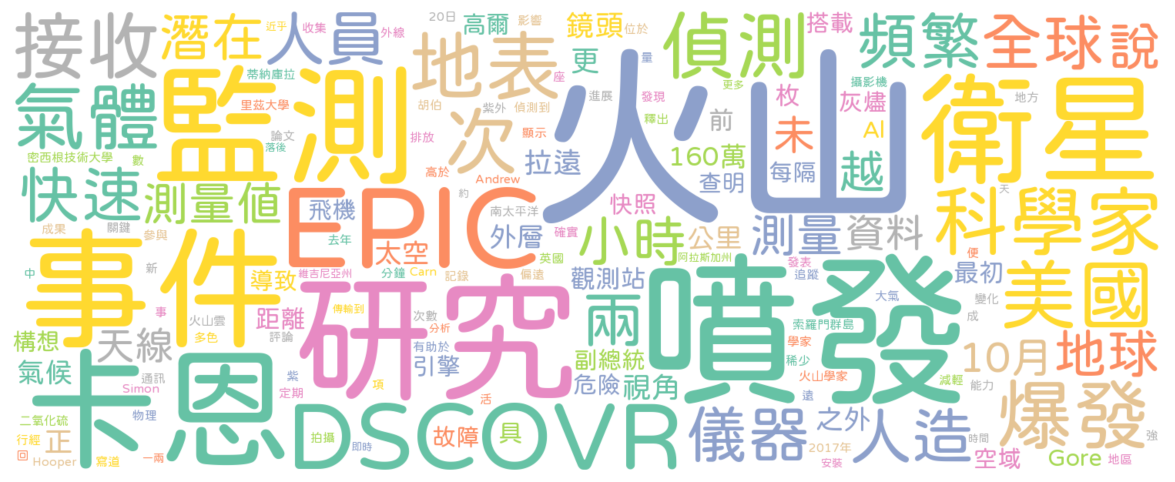 接收
潛在
近乎
收集
人員
外線
20日
影響
高爾
地表
鏡頭
位於
更
量
偵測
搭載
頻繁
全球
說
氣體
監測
蒂納庫拉
里茲大學
論文
落後
密西根技術大學
數
胡伯
排放
紫外
偵測到
座
進展
發現
釋出
顯示
次
高於
Andrew
火山
更多
攝影機
枚
灰燼
未
AI
前
160萬
查明
每隔
越
地方
衛星
快速
測量值
拉遠
快照
天
EPIC
約
南太平洋
飛機
太空
去年
外層
確實
英國
小時
公里
阿拉斯加州
測量
資料
科學家
成果
關鍵
參與
中
新
事件
事
導致
維吉尼亞州
分鐘
Carn
記錄
偏遠
觀測站
發表
追蹤
最初
便
美國
變化
成
大氣
火山雲
多色
評論
距離
傳輸到
次數
分析
研究
兩
噴發
索羅門群島
學家
稀少
火山學家
遠
構想
天線
氣候
通訊
Simon
物理
紫
定期
有助於
引擎
項
活
副總統
危險
視角
減輕
能力
10月
地球
二氧化硫
行經
回
正
Hooper
寫道
一兩
卡恩
拍攝
即時
DSCOVR
故障
具
儀器
之外
2017年
安裝
人造
時間
空域
爆發
強
Gore
地區